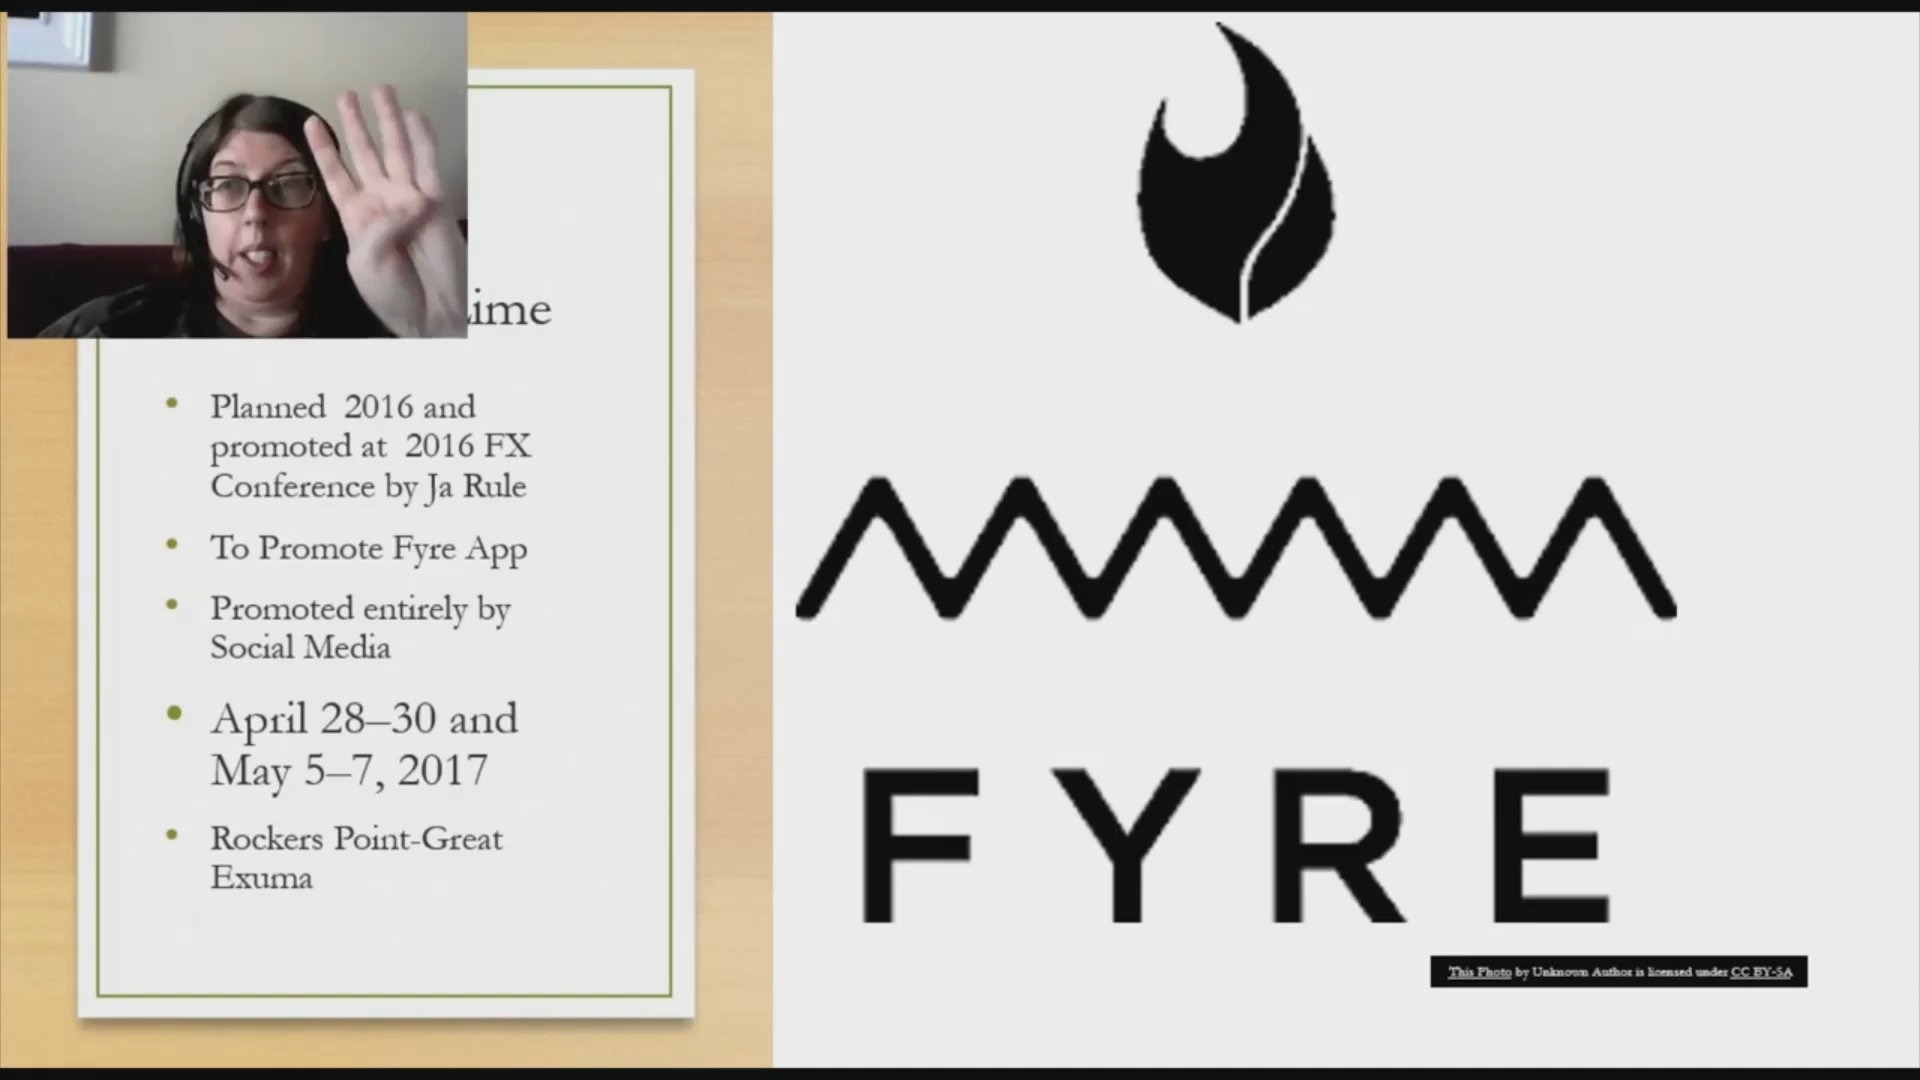 ime
Planned 2016 and
promoted at 2016 FX
Conference by Ja Rule
To Promote Fyre App
Promoted entirely by
Social Media
April 28–30 and
May 5–7, 2017
Rockers Point-Great
Exuma
FYRE
This Photo by Unknown Author is licensed under CC BY-SA